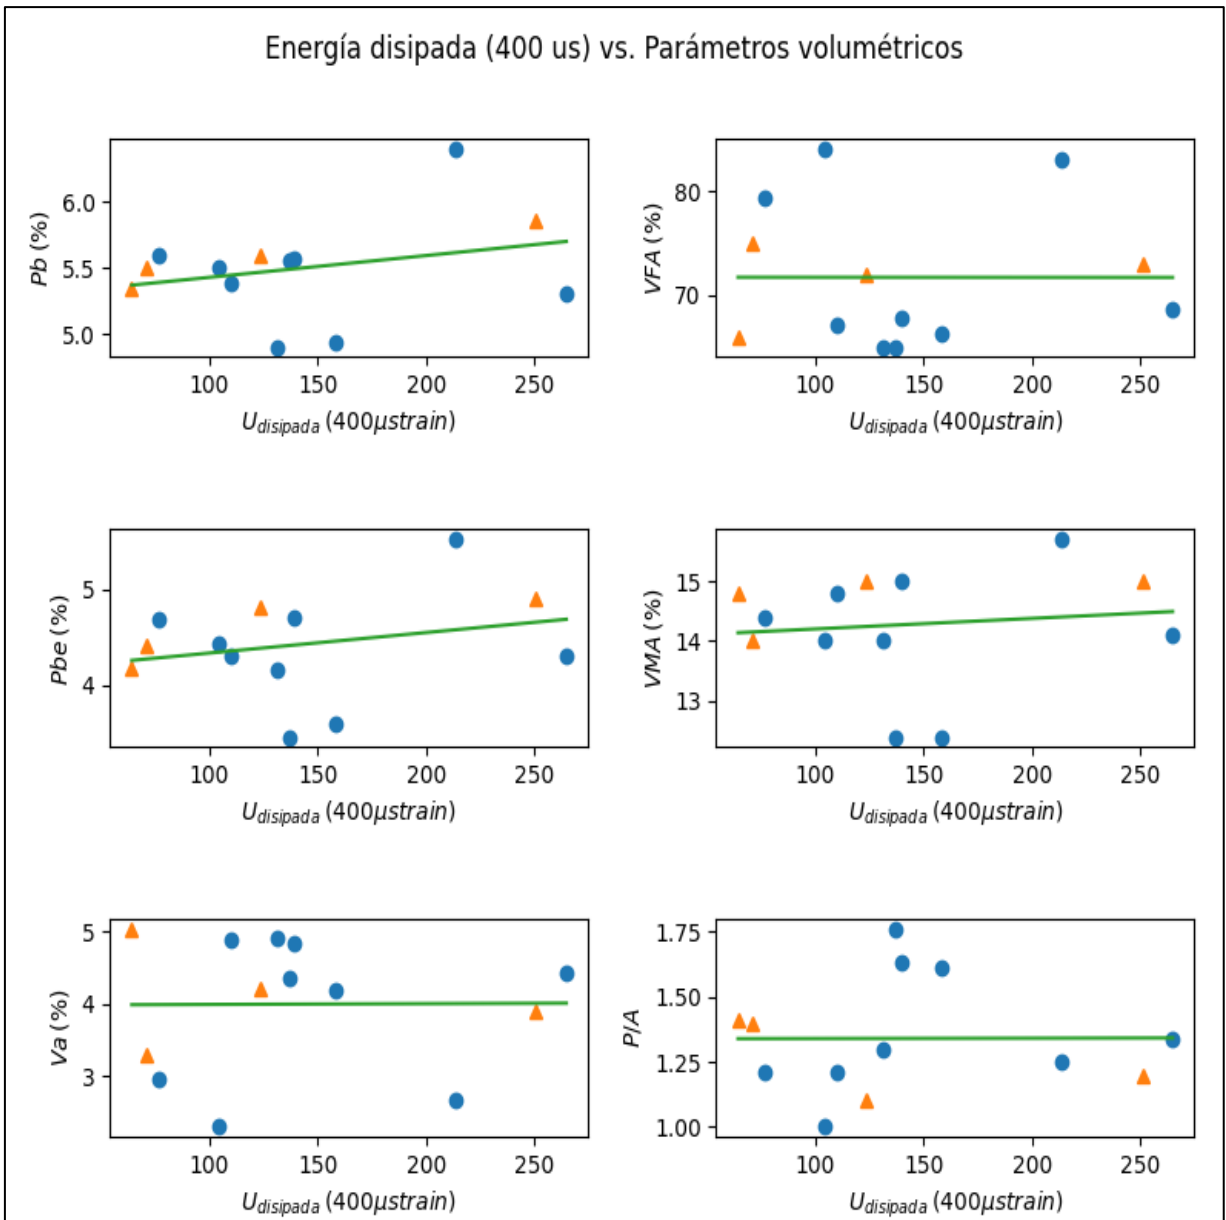 Energía disipada (400 us) vs. Parámetros volumétricos
Pb (%)
6.0
5.5
5.0
100 150 200 250
U_disipada (400μstrain)
VFA (%)
80
70
100 150 200 250
U_disipada (400μstrain)
Pbe (%)
5
4
100 150 200 250
U_disipada (400μstrain)
VMA (%)
15
14
13
100 150 200 250
U_disipada (400μstrain)
Va (%)
5
4
3
100 150 200 250
U_disipada (400μstrain)
P/A
1.75
1.50
1.25
1.00
100 150 200 250
U_disipada (400μstrain)